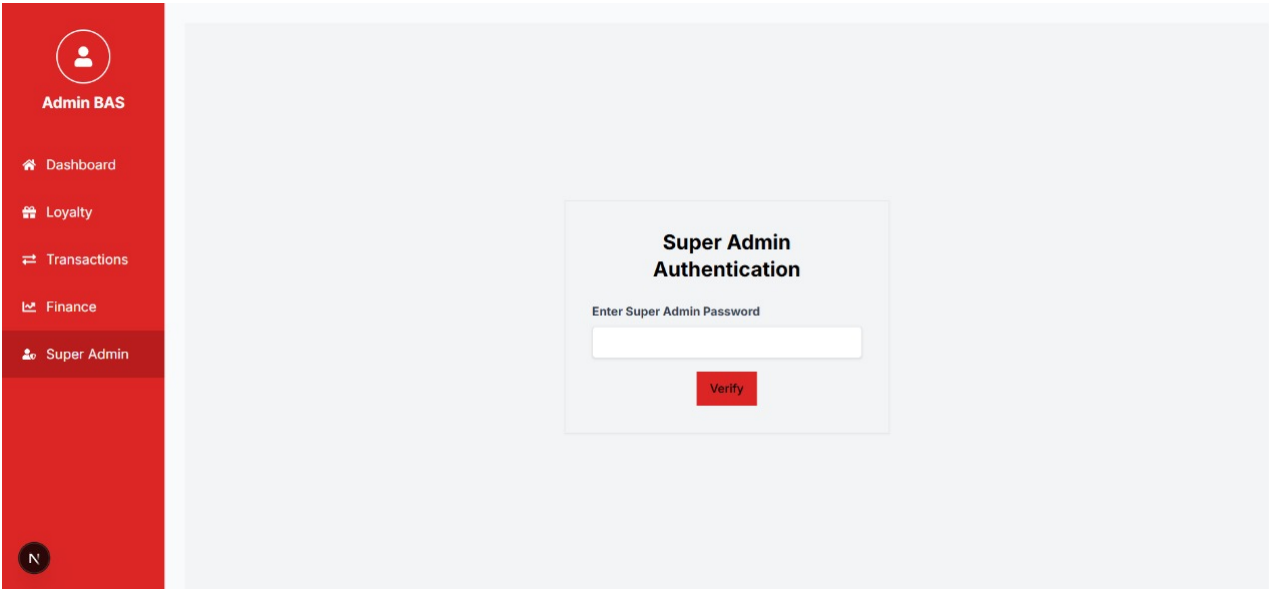 Admin BAS
Dashboard
Loyalty
Transactions
Finance
Super Admin
N
Super Admin
Authentication
Enter Super Admin Password
Verify